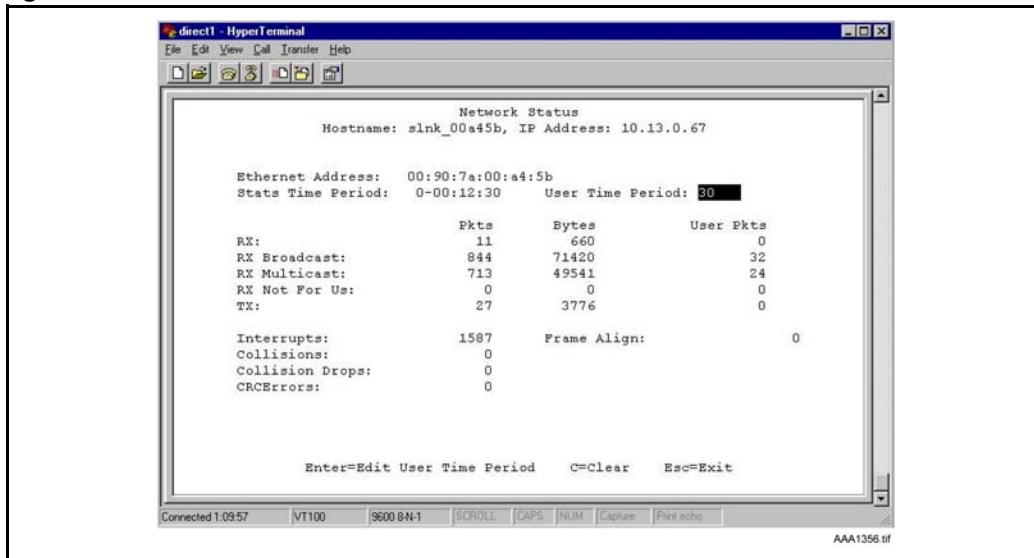 direct1 - HyperTerminal
File Edit View Call Transfer Help
Network Status
Hostname: slnk_00a45b, IP Address: 10.13.0.67
Ethernet Address: 00:90:7a:00:a4:5b
Stats Time Period: 0-00:12:30 User Time Period: 30
Pkts Bytes User Pkts
RX: 11 660 0
RX Broadcast: 844 71420 32
RX Multicast: 713 49541 24
RX Not For Us: 0 0 0
TX: 27 3776 0
Interrupts: 1587 Frame Align: 0
Collisions: 0
Collision Drops: 0
CRCErrors: 0
Enter=Edit User Time Period C=Clear Esc=Exit
Connected 1:09:57 VT100 9600 8-N-1 SCROLL CAPS NUM Capture Print echo
AAA1356.tif